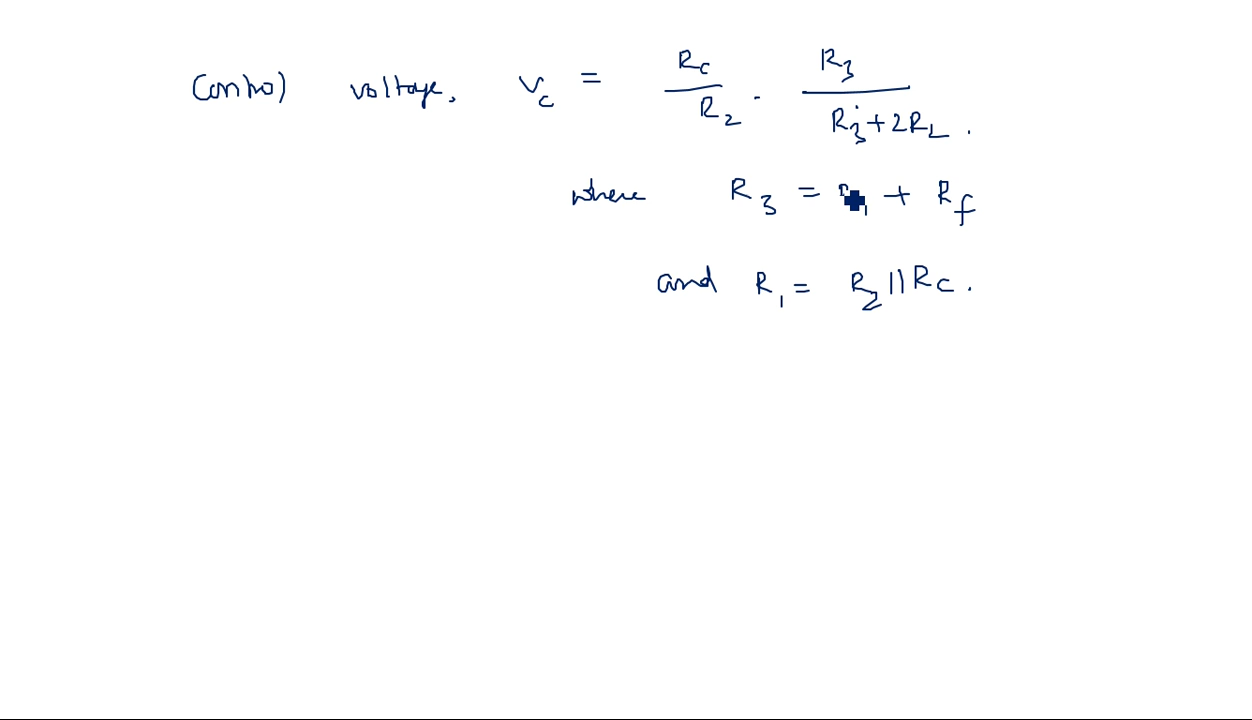 Control voltage, Vc = Rc/R2 · R3/(R3+2RL).
where R3 = R1 + Rf
and R1 = R2 || Rc.